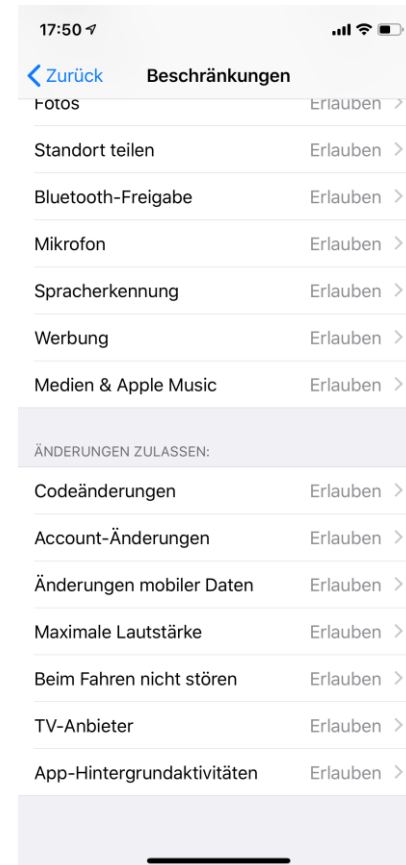 17:50
Zurück Beschränkungen
Fotos Erlauben
Standort teilen Erlauben
Bluetooth-Freigabe Erlauben
Mikrofon Erlauben
Spracherkennung Erlauben
Werbung Erlauben
Medien & Apple Music Erlauben
ÄNDERUNGEN ZULASSEN:
Codeänderungen Erlauben
Account-Änderungen Erlauben
Änderungen mobiler Daten Erlauben
Maximale Lautstärke Erlauben
Beim Fahren nicht stören Erlauben
TV-Anbieter Erlauben
App-Hintergrundaktivitäten Erlauben